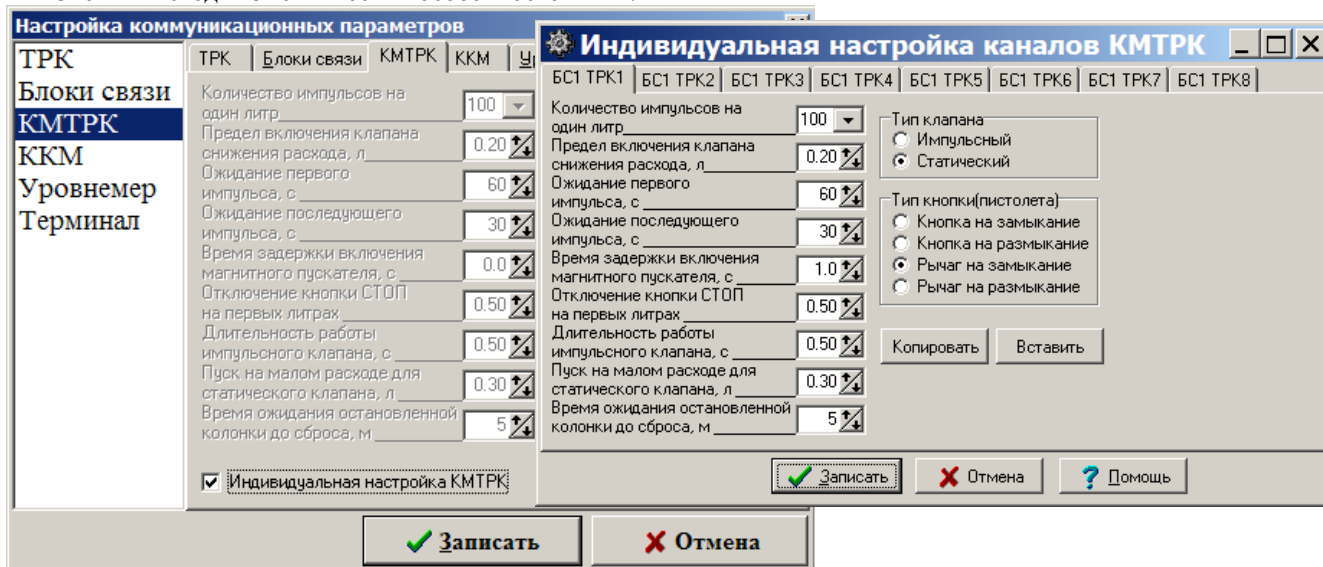 Настройка коммуникационных параметров
ТРК
Блоки связи
КМТРК
ККМ
Уровнемер
Терминал
ТРК Блоки связи КМТРК ККМ
Количество импульсов на
один литр 100
Предел включения клапана
снижения расхода, л 0.20
Ожидание первого
импульса, с 60
Ожидание последующего
импульса, с 30
Время задержки включения
магнитного пускателя, с 0.0
Отключение кнопки СТОП
на первых литрах 0.50
Длительность работы
импульсного клапана, с 0.50
Пуск на малом расходе для
статического клапана, л 0.30
Время ожидания остановленной
колонки до сброса, м 5
Индивидуальная настройка КМТРК
Записать Отмена
Индивидуальная настройка каналов КМТРК
БС1 ТРК1 БС1 ТРК2 БС1 ТРК3 БС1 ТРК4 БС1 ТРК5 БС1 ТРК6 БС1 ТРК7 БС1 ТРК8
Количество импульсов на
один литр 100
Предел включения клапана
снижения расхода, л 0.20
Ожидание первого
импульса, с 60
Ожидание последующего
импульса, с 30
Время задержки включения
магнитного пускателя, с 1.0
Отключение кнопки СТОП
на первых литрах 0.50
Длительность работы
импульсного клапана, с 0.50
Пуск на малом расходе для
статического клапана, л 0.30
Время ожидания остановленной
колонки до сброса, м 5
Тип клапана
Импульсный
Статический
Тип кнопки(пистолета)
Кнопка на замыкание
Кнопка на размыкание
Рычаг на замыкание
Рычаг на размыкание
Копировать Вставить
Записать Отмена Помощь